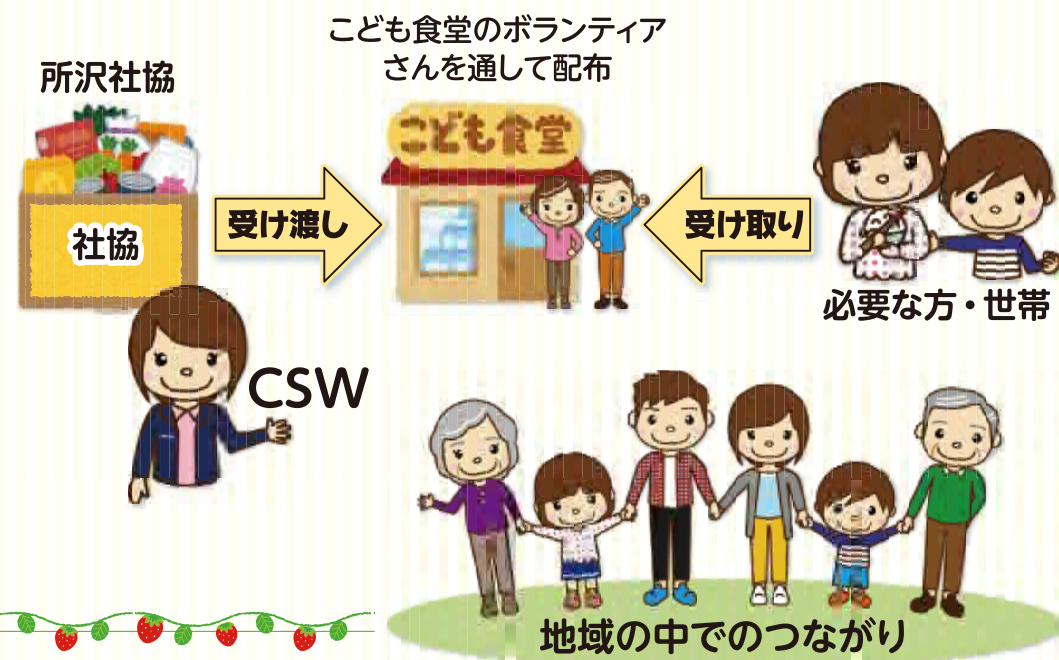 こども食堂のボランティア
さんを通して配布
所沢社協
こども食堂
社協
受け渡し
受け取り
必要な方・世帯
CSW
地域の中でのつながり